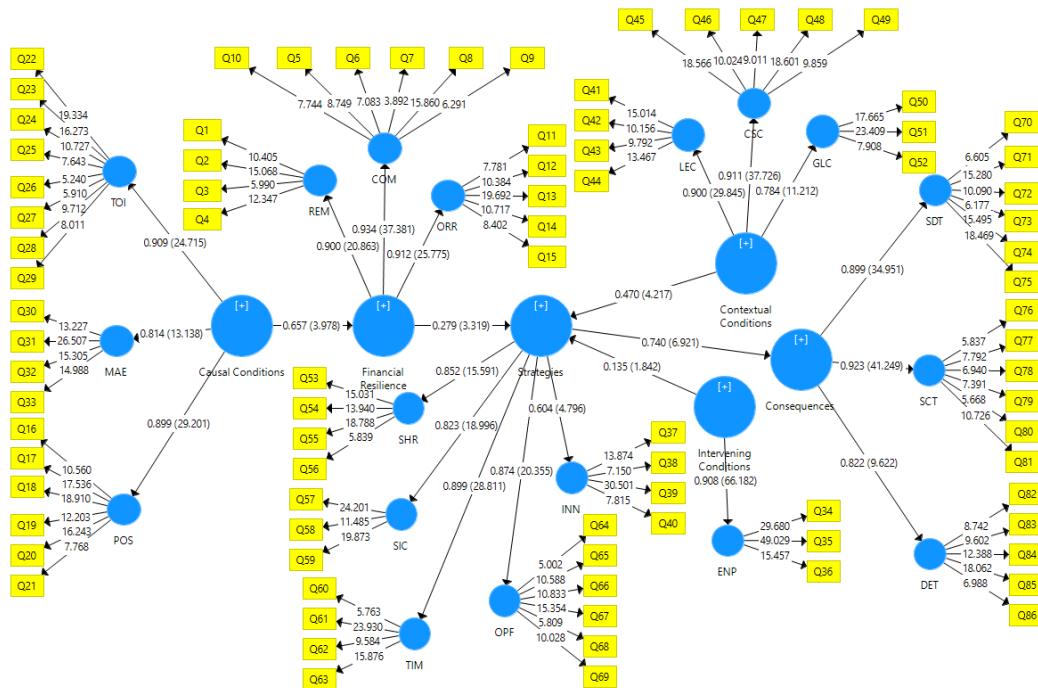 Q45
Q46
Q47
Q48
Q49
18.566
10.024
9.011
18.601
9.859
CSC
Q10
Q5
Q6
Q7
Q8
Q9
7.744
8.749
7.083
3.892
15.860
6.291
COM
Q22
Q23
Q24
Q25
Q26
Q27
Q28
Q29
19.334
16.273
10.727
7.643
5.240
5.910
9.712
8.011
TOI
0.909 (24.715)
Q1
Q2
Q3
Q4
10.405
15.068
5.990
12.347
REM
0.900 (20.863)
0.934 (37.381)
0.912 (25.775)
Q11
Q12
Q13
Q14
Q15
7.781
10.384
19.692
10.717
8.402
ORR
Q41
Q42
Q43
Q44
15.014
10.156
9.792
13.467
LEC
0.911 (37.726)
0.900 (29.845)
0.784 (11.212)
Q50
Q51
Q52
17.665
23.409
7.908
GLC
Q70
Q71
Q72
Q73
Q74
Q75
6.605
15.280
10.090
6.177
15.495
18.469
SDT
0.899 (34.951)
[+]
Contextual
Conditions
0.470 (4.217)
Q30
Q31
Q32
Q33
13.227
26.507
15.305
14.988
MAE
0.814 (13.138)
[+]
Causal Conditions
0.657 (3.978)
[+]
Financial
Resilience
0.279 (3.319)
[+]
Strategies
0.740 (6.921)
0.135 (1.842)
[+]
Consequences
0.923 (41.249)
Q76
Q77
Q78
Q79
Q80
Q81
5.837
7.792
6.940
7.391
5.668
10.726
SCT
Q16
Q17
Q18
Q19
Q20
Q21
10.560
17.536
18.910
12.203
16.243
7.768
POS
0.899 (29.201)
Q53
Q54
Q55
Q56
15.031
13.940
18.788
5.839
SHR
0.852 (15.591)
0.823 (18.996)
0.604 (4.796)
0.874 (20.355)
0.899 (28.811)
Q57
Q58
Q59
24.201
11.485
19.873
SIC
Q37
Q38
Q39
Q40
13.874
7.150
30.501
7.815
INN
[+]
Intervening
Conditions
0.908 (66.182)
Q34
Q35
Q36
29.680
49.029
15.457
ENP
0.822 (9.622)
Q82
Q83
Q84
Q85
Q86
8.742
9.602
12.388
18.062
6.988
DET
Q60
Q61
Q62
Q63
5.763
23.930
9.584
15.876
TIM
Q64
Q65
Q66
Q67
Q68
Q69
5.002
10.588
10.833
15.354
5.809
10.028
OPF